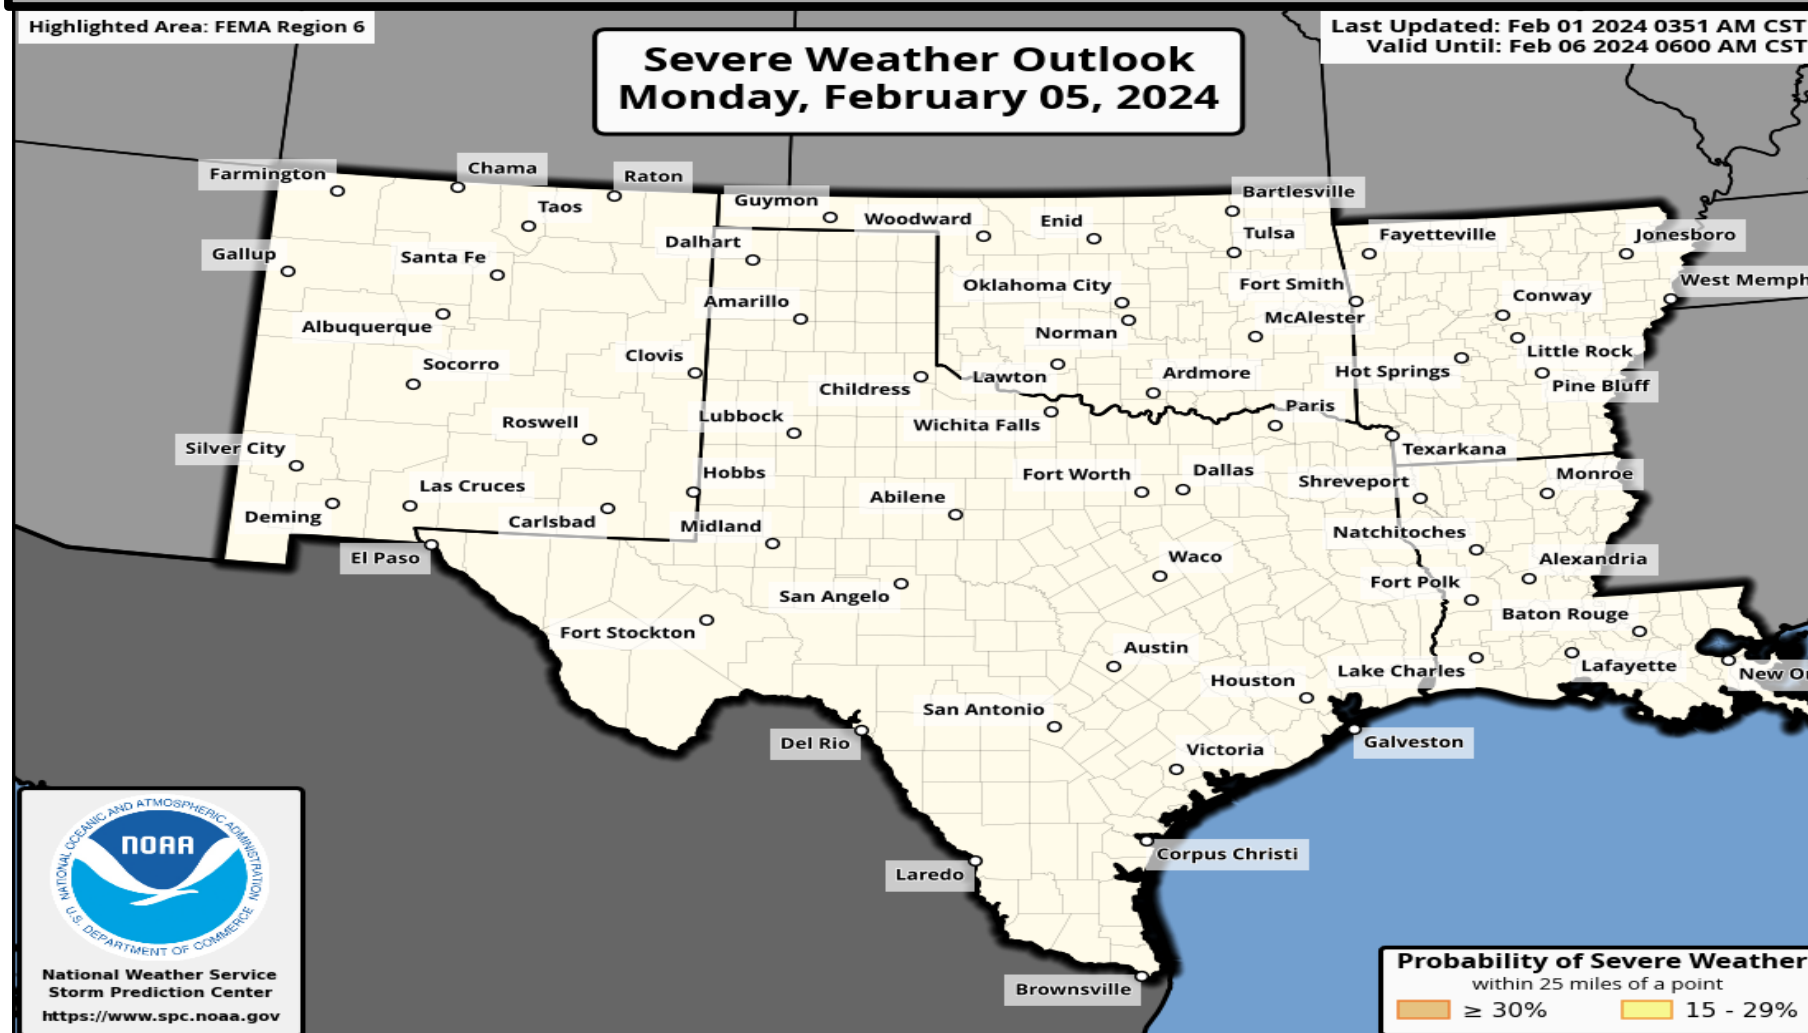 Highlighted Area: FEMA Region 6
Severe Weather Outlook
Monday, February 05, 2024
Last Updated: Feb 01 2024 0351 AM CST
Valid Until: Feb 06 2024 0600 AM CST
Farmington
Chama
Raton
Taos
Guymon
Woodward
Enid
Bartlesville
Tulsa
Fayetteville
Jonesboro
Gallup
Santa Fe
Dalhart
Oklahoma City
Fort Smith
Conway
West Memph
Albuquerque
Amarillo
Norman
McAlester
Little Rock
Socorro
Clovis
Childress
Lawton
Ardmore
Hot Springs
Pine Bluff
Roswell
Lubbock
Wichita Falls
Paris
Texarkana
Silver City
Las Cruces
Hobbs
Abilene
Fort Worth
Dallas
Shreveport
Monroe
Deming
Carlsbad
Midland
Natchitoches
El Paso
San Angelo
Waco
Fort Polk
Alexandria
Fort Stockton
Austin
Baton Rouge
Houston
Lake Charles
Lafayette
New Or
San Antonio
Del Rio
Victoria
Galveston
Laredo
Corpus Christi
Brownsville
NATIONAL OCEANIC AND ATMOSPHERIC ADMINISTRATION
NOAA
U.S. DEPARTMENT OF COMMERCE
National Weather Service
Storm Prediction Center
https://www.spc.noaa.gov
Probability of Severe Weather
within 25 miles of a point
≥ 30% 15 - 29%